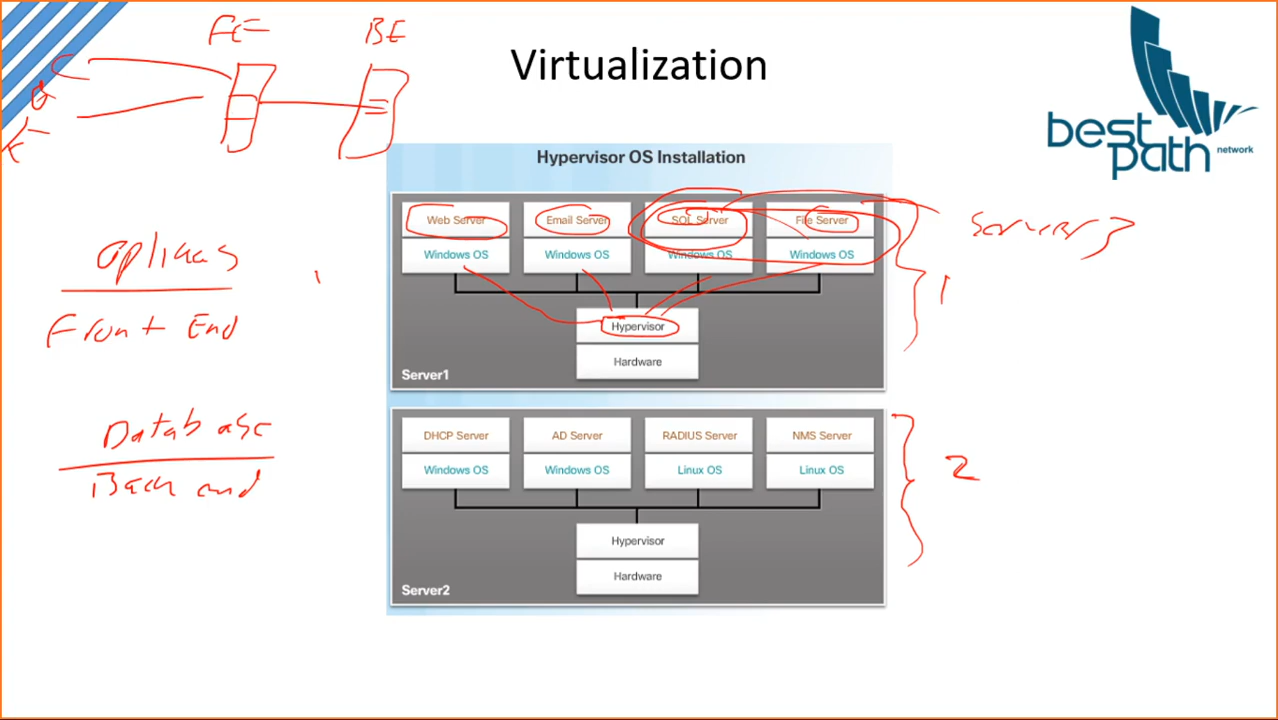 FE BE
Virtualization
best
path
network
Hypervisor OS Installation
Web Server Email Server SQL Server File Server
Windows OS Windows OS Windows OS Windows OS
Hypervisor
Hardware
Server1
1
Front End
DHCP Server AD Server RADIUS Server NMS Server
Windows OS Windows OS Linux OS Linux OS
Hypervisor
Hardware
Server2
2
Database
Back end